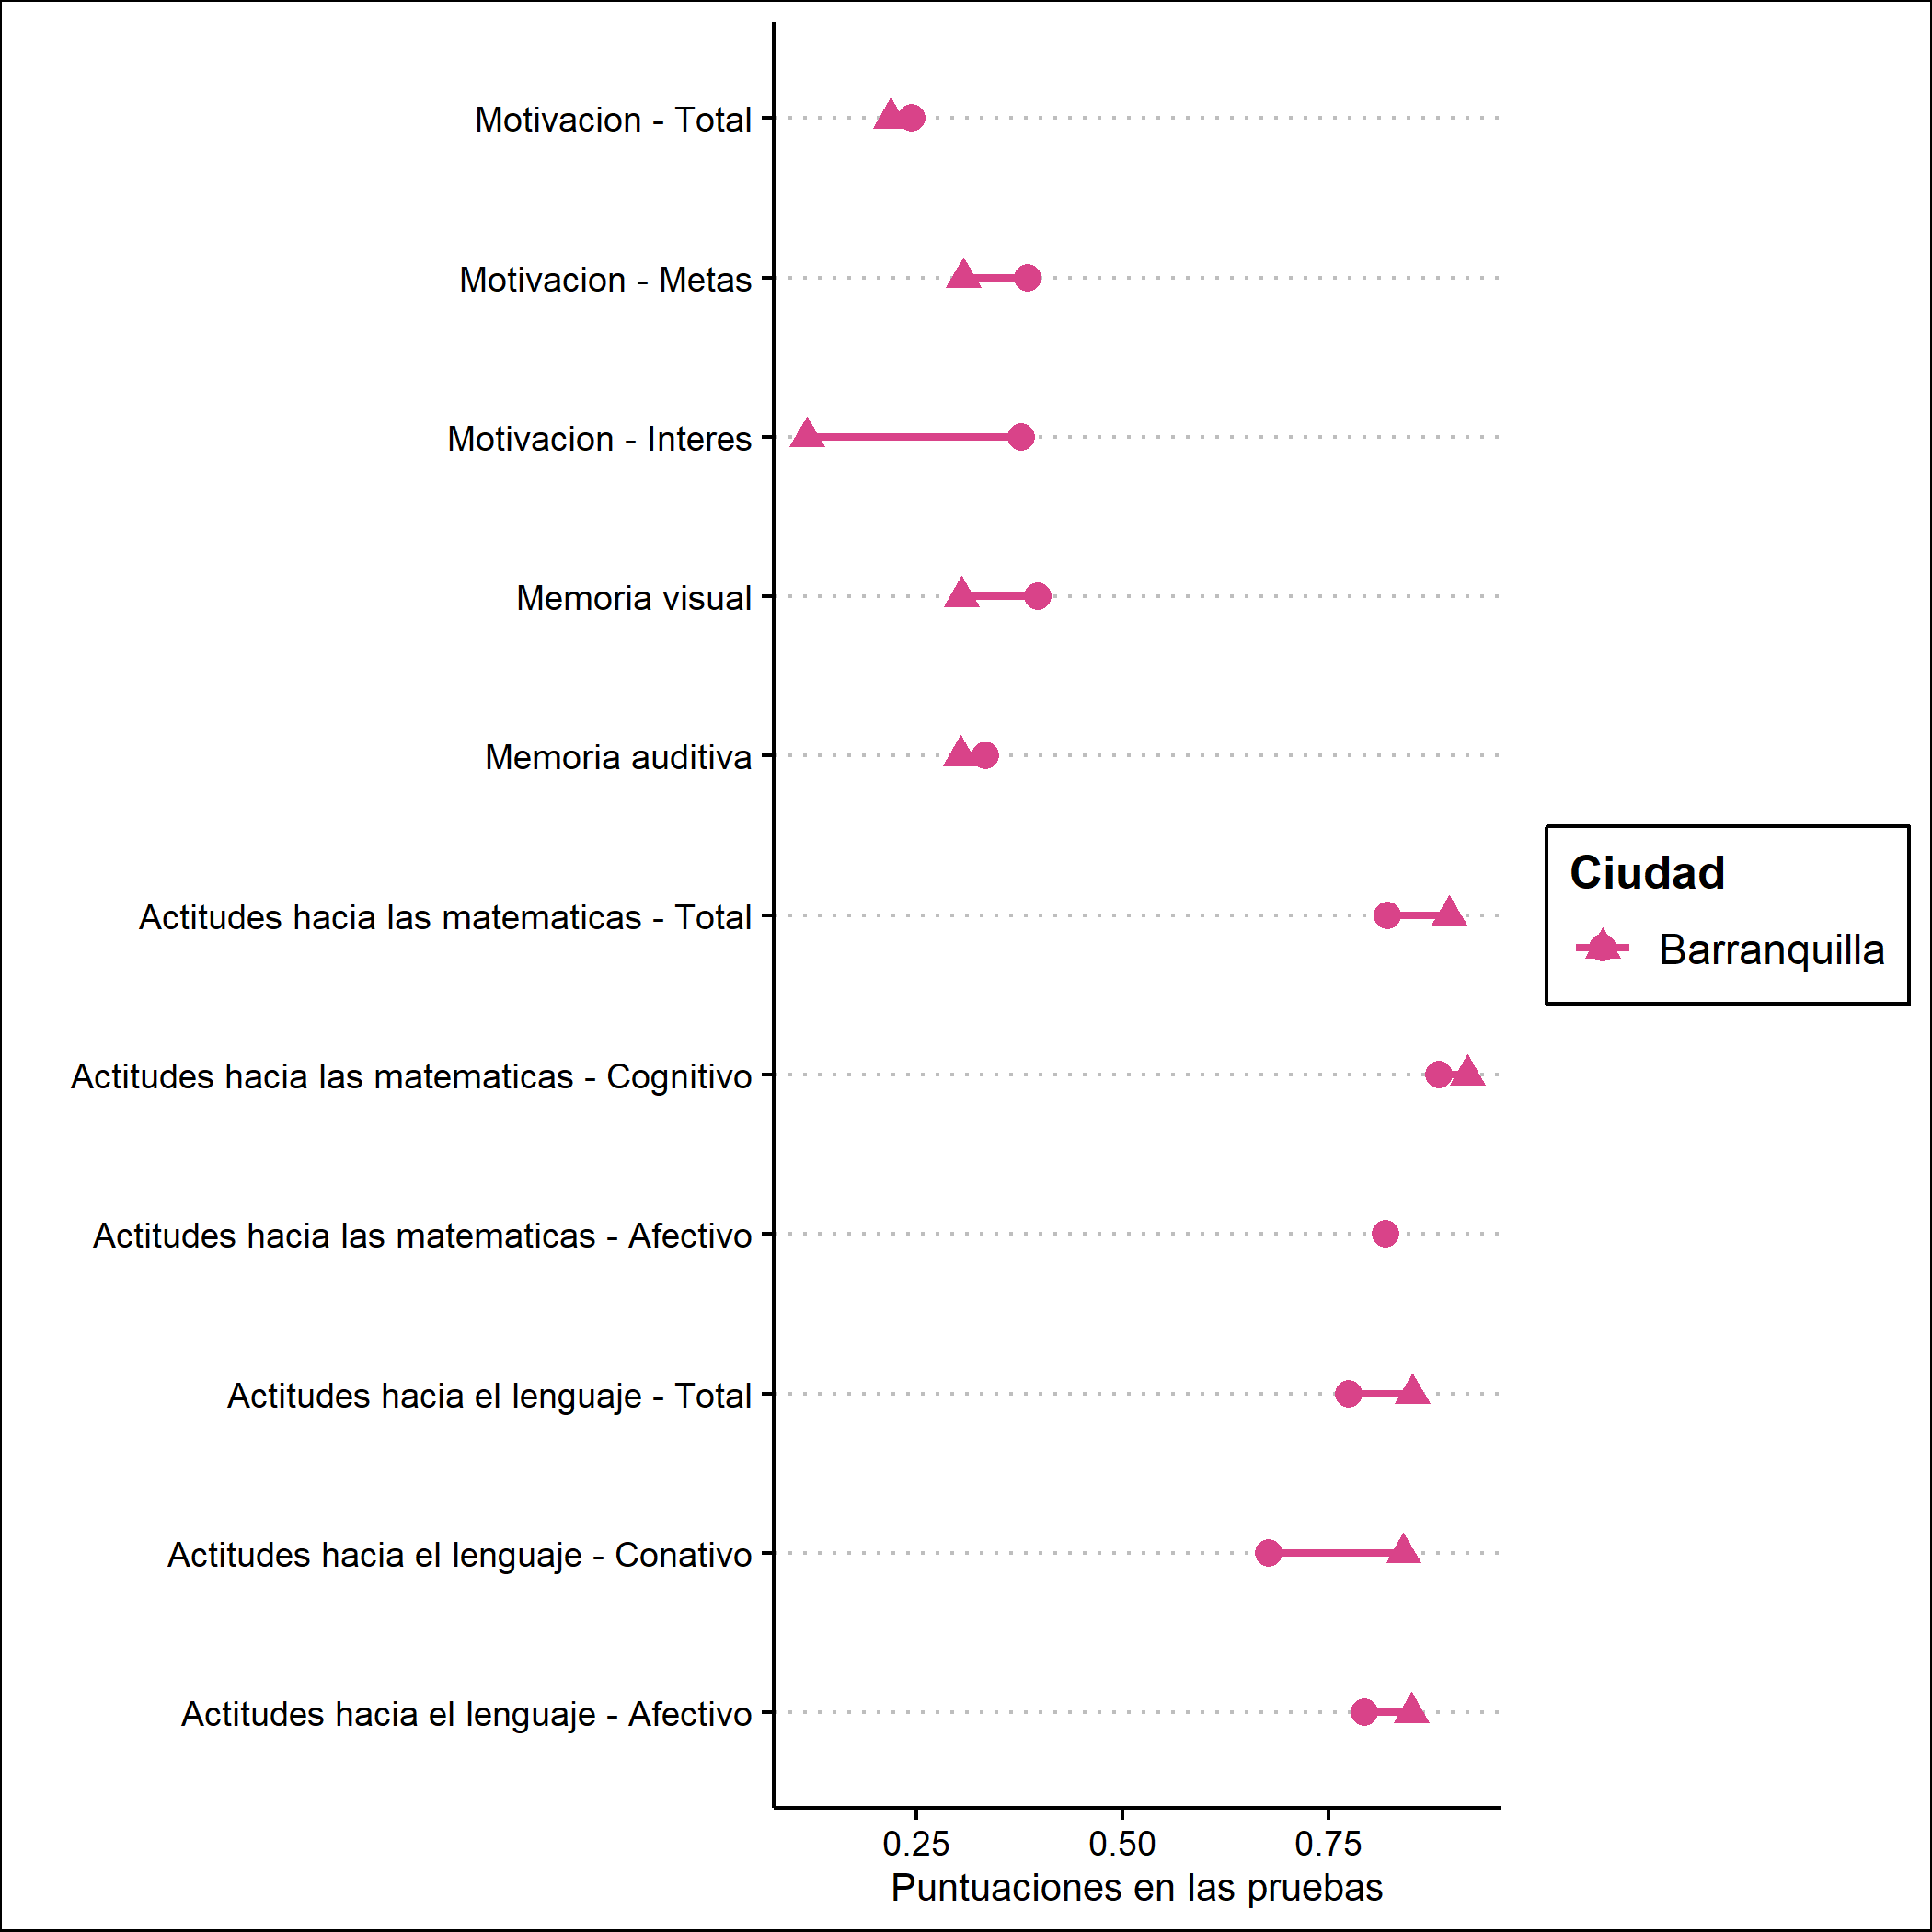 Motivacion - Total
Motivacion - Metas
Motivacion - Interes
Memoria visual
Memoria auditiva
Actitudes hacia las matematicas - Total
Actitudes hacia las matematicas - Cognitivo
Actitudes hacia las matematicas - Afectivo
Actitudes hacia el lenguaje - Total
Actitudes hacia el lenguaje - Conativo
Actitudes hacia el lenguaje - Afectivo
0.25 0.50 0.75
Puntuaciones en las pruebas
Ciudad
Barranquilla